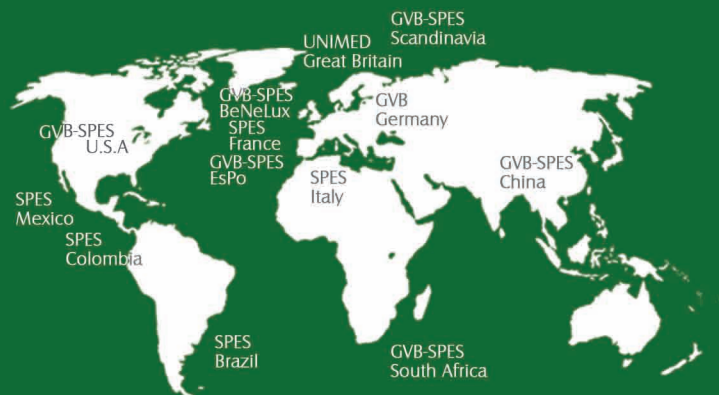 GVB-SPES
Scandinavia
UNIMED
Great Britain
GVB-SPES
BeNeLux
GVB
Germany
SPES
France
GVB-SPES
U.S.A
GVB-SPES
EsPo
GVB-SPES
China
SPES
Italy
SPES
Mexico
SPES
Colombia
SPES
Brazil
GVB-SPES
South Africa